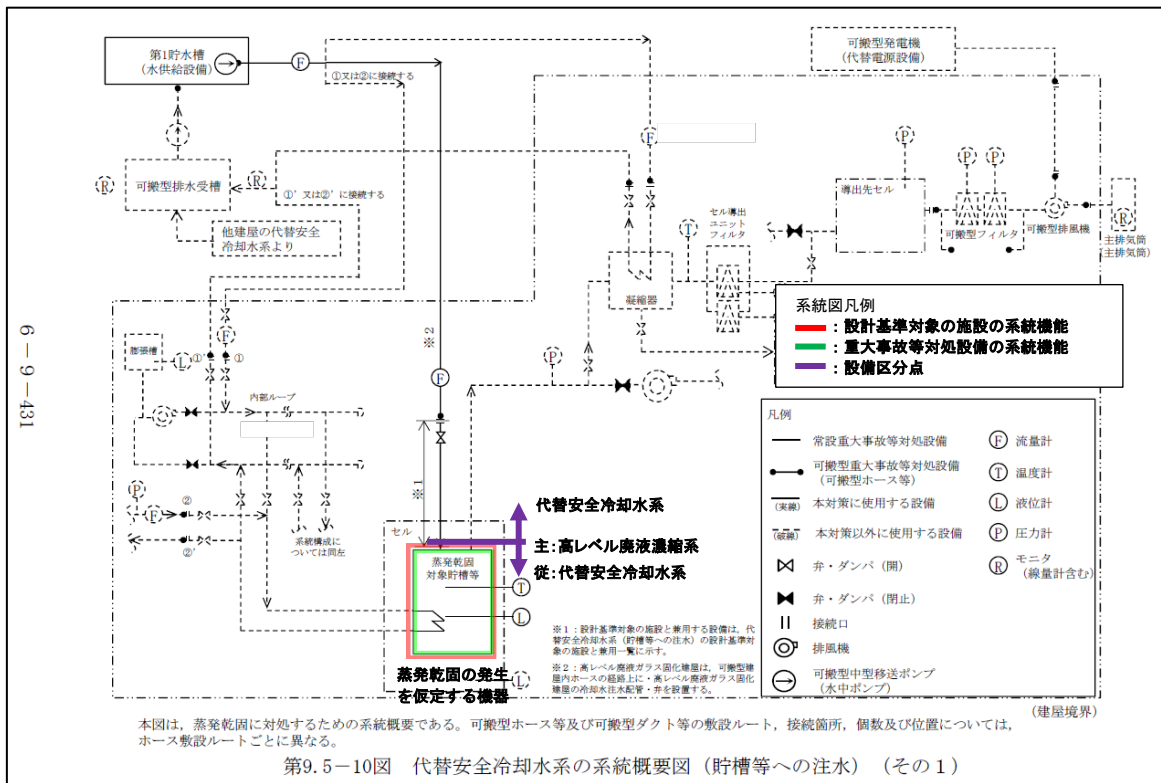 第1貯水槽
(水供給設備)
F
①又は②に接続する
可搬型発電機
(代替電源設備)
F
P
P
P
R
可搬型排水受槽
R
①'又は②'に接続する
導出先セル
セル導出
ユニット
フィルタ
T
可搬型フィルタ
可搬型排風機
R
主排気筒
(主排気筒)
他建屋の代替安全
冷却水系より
凝縮器
系統図凡例
:設計基準対象の施設の系統機能
:重大事故等対処設備の系統機能
:設備区分点
※2
F
膨張槽
L
①'
①
P
F
内部ループ
6-9-431
凡例
常設重大事故等対処設備
可搬型重大事故等対処設備
(可搬型ホース等)
(実線)
本対策に使用する設備
(破線)
本対策以外に使用する設備
弁・ダンパ(開)
弁・ダンパ(閉止)
接続口
排風機
可搬型中型移送ポンプ
(水中ポンプ)
F 流量計
T 温度計
L 液位計
P 圧力計
R モニタ
(線量計含む)
※1
P
F
②
②'
系統構成に
ついては同左
セル
代替安全冷却水系
主:高レベル廃液濃縮系
従:代替安全冷却水系
蒸発乾固
対象貯槽等
T
L
L
蒸発乾固の発生
を仮定する機器
※1:設計基準対象の施設と兼用する設備は,代
替安全冷却水系(貯槽等への注水)の設計基準対
象の施設と兼用一覧に示す。
※2:高レベル廃液ガラス固化建屋は,可搬型建
屋内ホースの経路上に・高レベル廃液ガラス固化
建屋の冷却水注水配管・弁を設置する。
(建屋境界)
本図は,蒸発乾固に対処するための系統概要である。可搬型ホース等及び可搬型ダクト等の敷設ルート,接続箇所,個数及び位置については,
ホース敷設ルートごとに異なる。
第9.5-10図 代替安全冷却水系の系統概要図(貯槽等への注水)(その1)